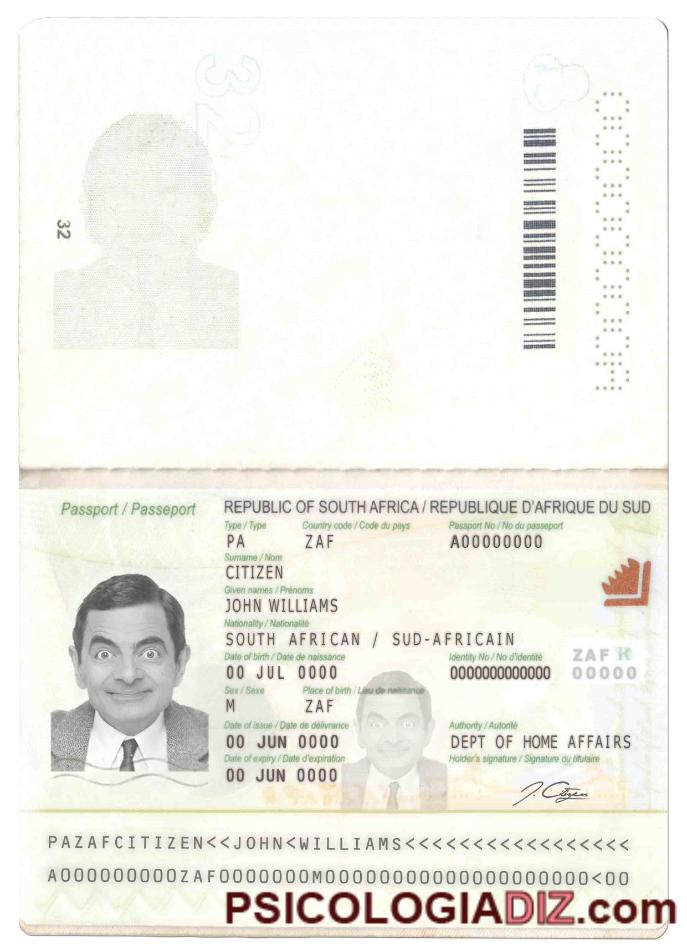 32
32
Passport / Passeport
REPUBLIC OF SOUTH AFRICA / REPUBLIQUE D'AFRIQUE DU SUD
Type / Type Country code / Code du pays Passport No / No du passeport
PA ZAF A00000000
Surname / Nom
CITIZEN
Given names / Prénoms
JOHN WILLIAMS
Nationality / Nationalité
SOUTH AFRICAN / SUD-AFRICAIN
Date of birth / Date de naissance Identity No / No d'identité
00 JUL 0000 0000000000000
ZAF R
00000
Sex / Sexe Place of birth / Lieu de naissance
M ZAF
Date of issue / Date de délivrance Authority / Autorité
00 JUN 0000 DEPT OF HOME AFFAIRS
Date of expiry / Date d'expiration Holder's signature / Signature du titulaire
00 JUN 0000 J. Citizen
PAZAFCITIZEN<<JOHN<WILLIAMS<<<<<<<<<<<<<<<<<
A000000000ZAF0000000M00000000000000000000<00
PSICOLOGIADIZ.com